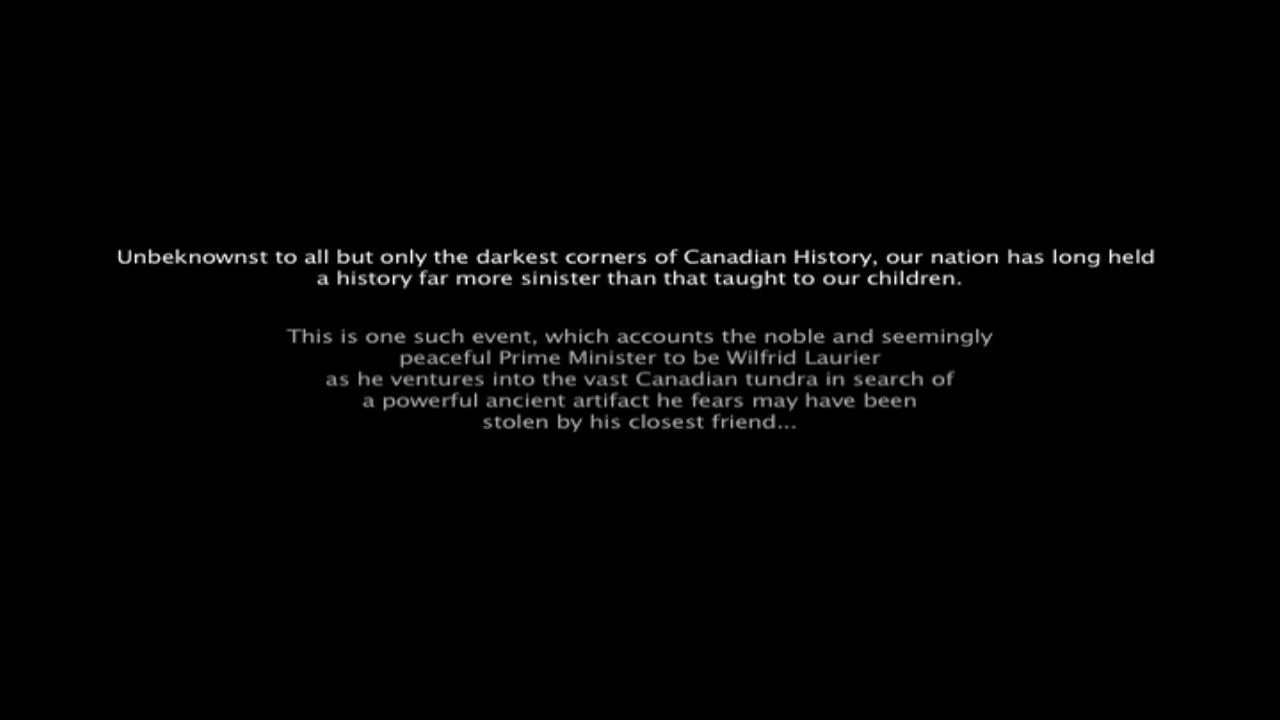 Unbeknownst to all but only the darkest corners of Canadian History, our nation has long held
a history far more sinister than that taught to our children.
This is one such event, which accounts the noble and seemingly
peaceful Prime Minister to be Wilfrid Laurier
as he ventures into the vast Canadian tundra in search of
a powerful ancient artifact he fears may have been
stolen by his closest friend...